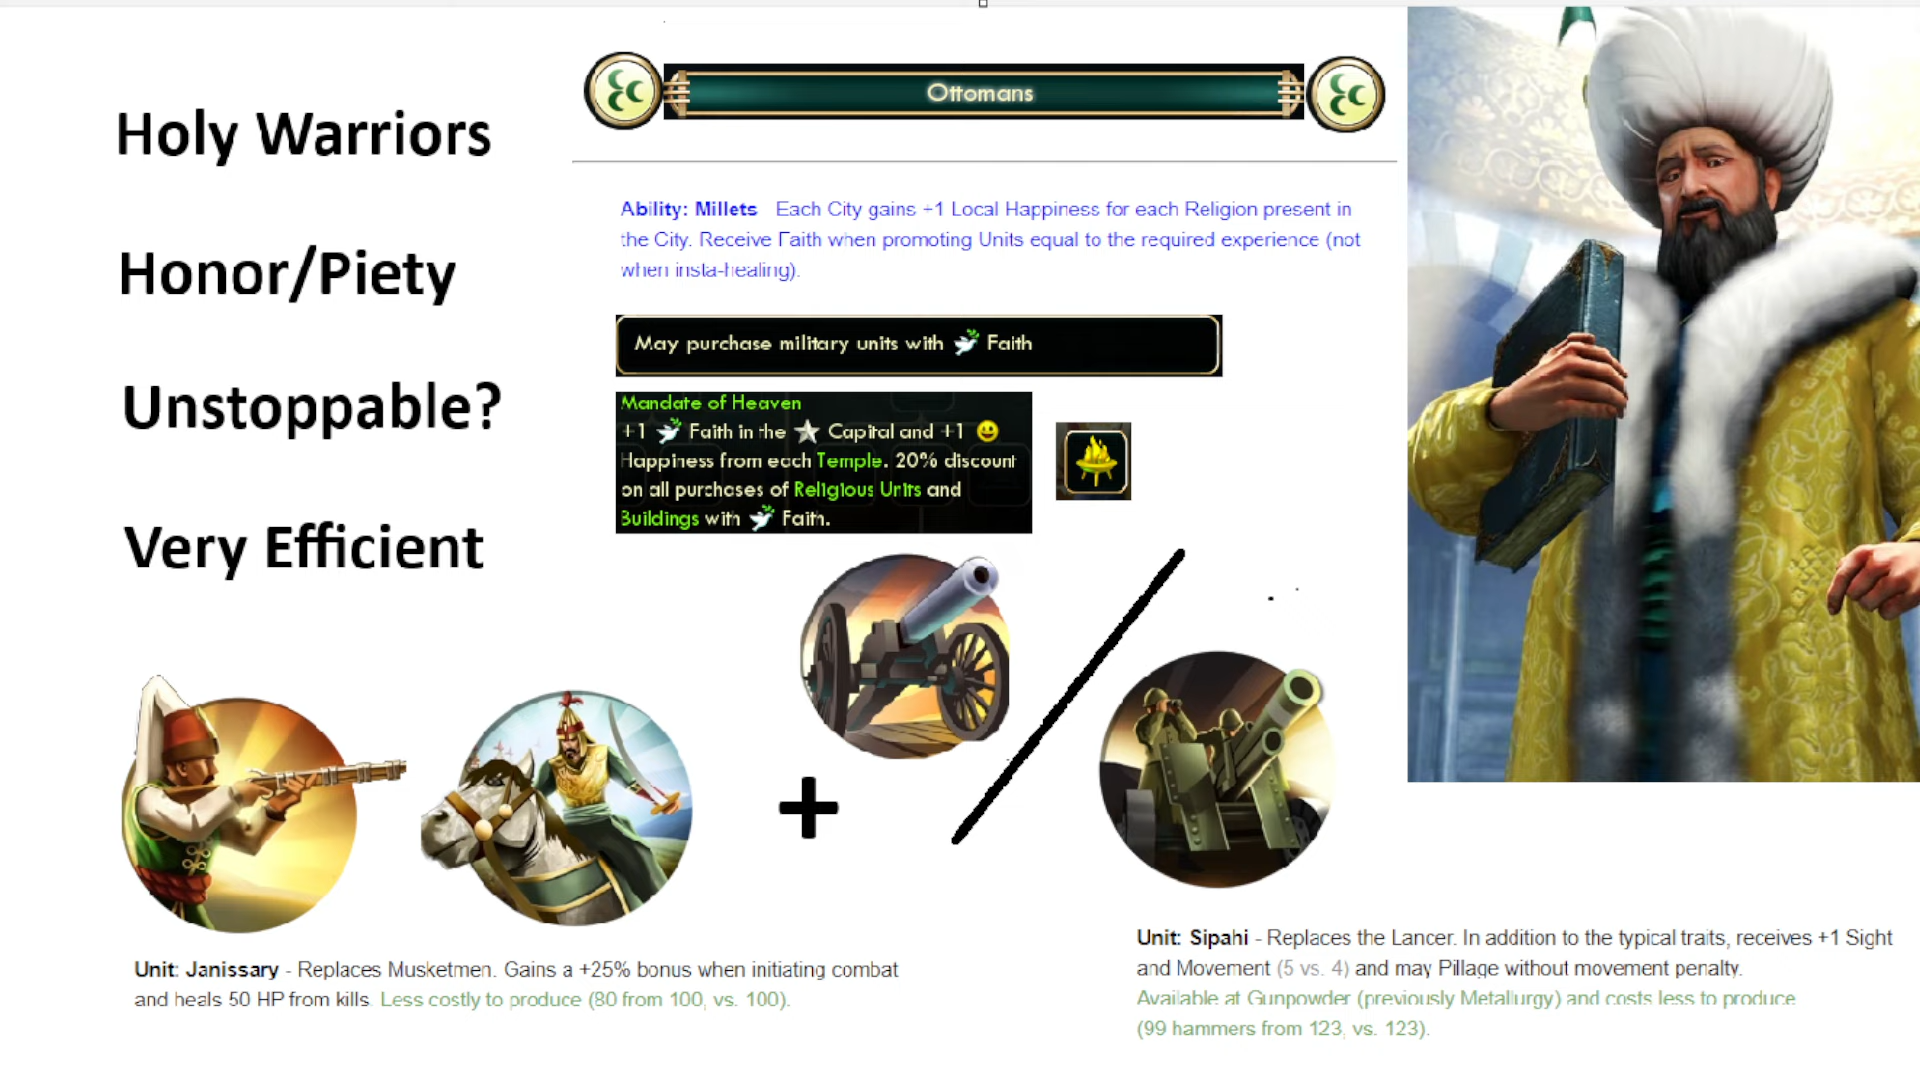 Holy Warriors
Honor/Piety
Unstoppable?
Very Efficient
Ottomans
Ability: Millets Each City gains +1 Local Happiness for each Religion present in
the City. Receive Faith when promoting Units equal to the required experience (not
when insta-healing).
May purchase military units with Faith
Mandate of Heaven
+1 Faith in the Capital and +1
Happiness from each Temple. 20% discount
on all purchases of Religious Units and
Buildings with Faith.
+
Unit: Janissary - Replaces Musketmen. Gains a +25% bonus when initiating combat
and heals 50 HP from kills. Less costly to produce (80 from 100, vs. 100).
Unit: Sipahi - Replaces the Lancer. In addition to the typical traits, receives +1 Sight
and Movement (5 vs. 4) and may Pillage without movement penalty.
Available at Gunpowder (previously Metallurgy) and costs less to produce
(99 hammers from 123, vs. 123).